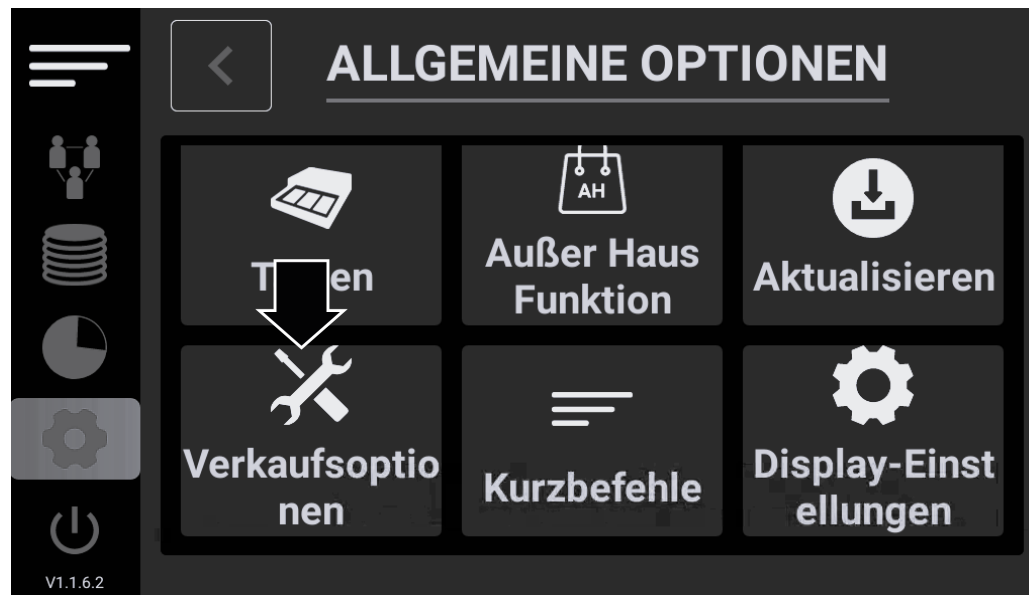 ALLGEMEINE OPTIONEN
AH
Außer Haus
Funktion
Aktualisieren
Verkaufsoptio
nen
Kurzbefehle
Display-Einst
ellungen
V1.1.6.2